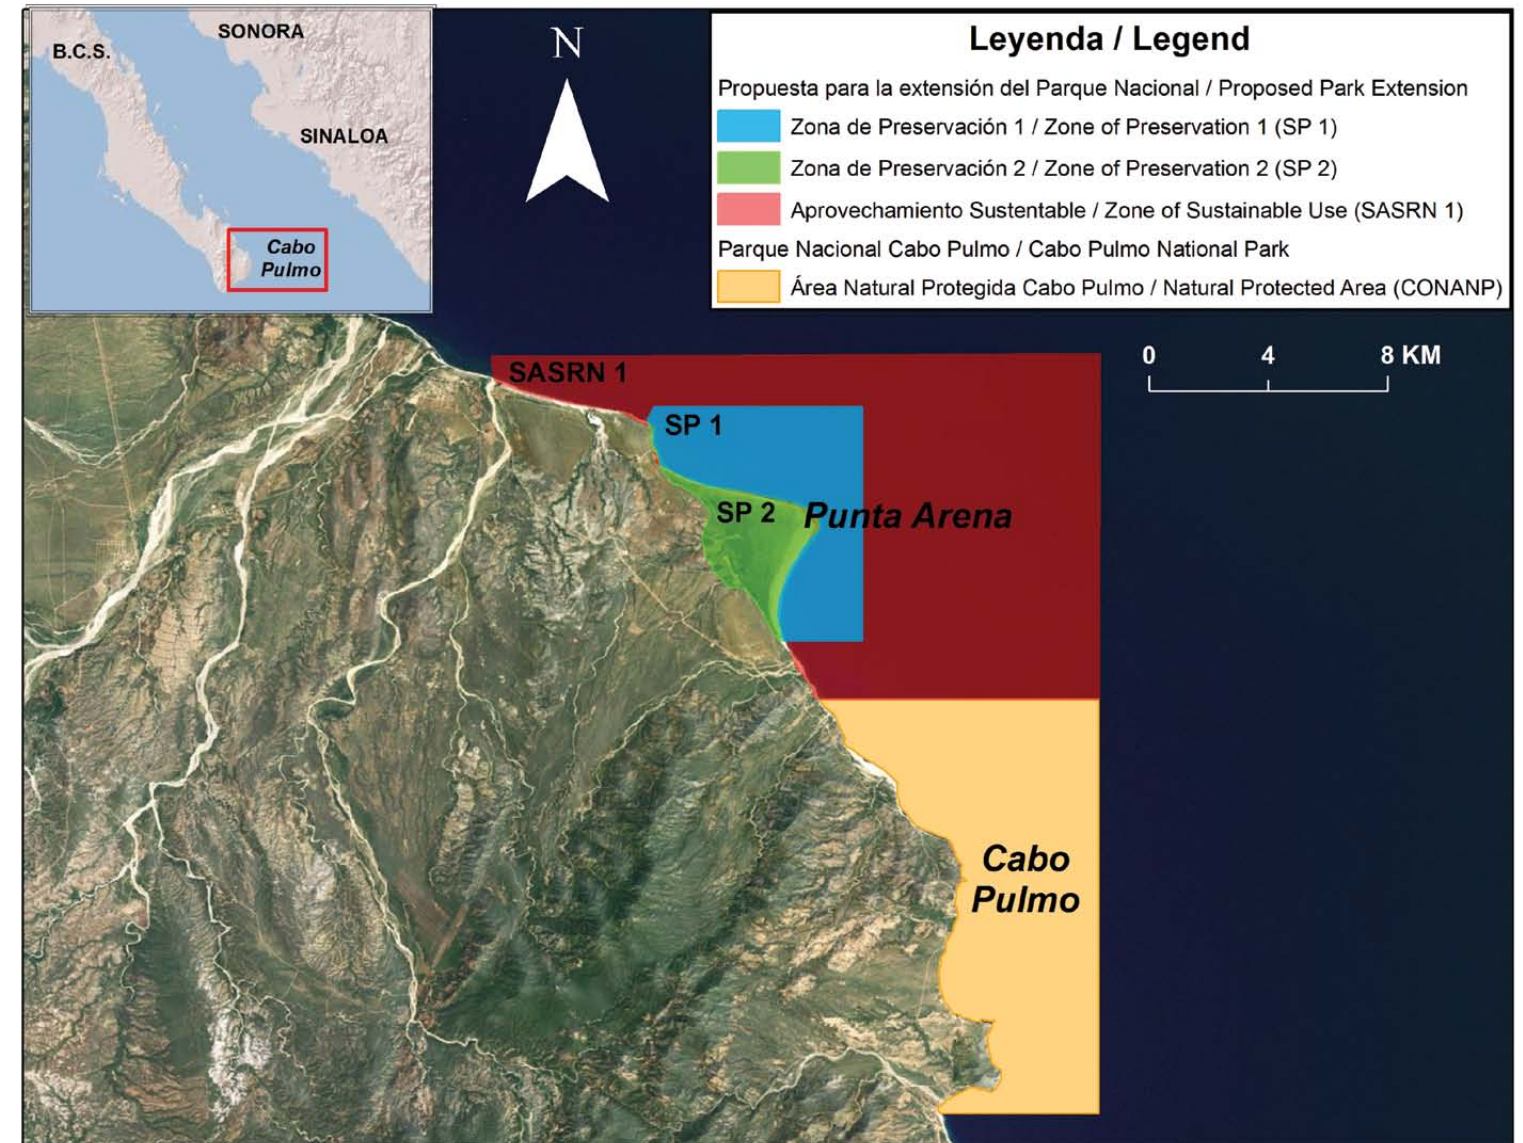 SONORA
B.C.S.
SINALOA
Cabo
Pulmo
N
Leyenda / Legend
Propuesta para la extensión del Parque Nacional / Proposed Park Extension
Zona de Preservación 1 / Zone of Preservation 1 (SP 1)
Zona de Preservación 2 / Zone of Preservation 2 (SP 2)
Aprovechamiento Sustentable / Zone of Sustainable Use (SASRN 1)
Parque Nacional Cabo Pulmo / Cabo Pulmo National Park
Área Natural Protegida Cabo Pulmo / Natural Protected Area (CONANP)
0 4 8 KM
SASRN 1
SP 1
SP 2 Punta Arena
Cabo
Pulmo